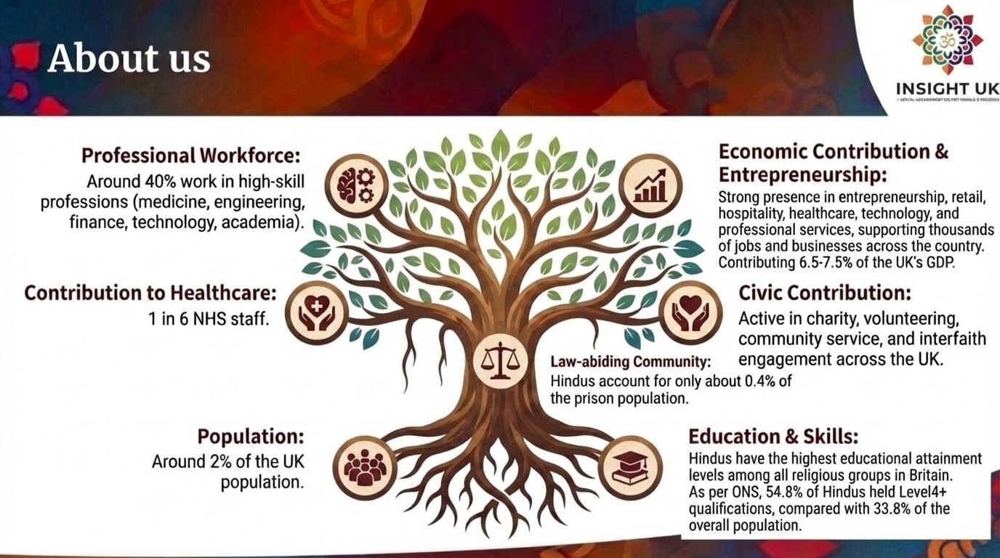 About us
INSIGHT UK
Professional Workforce:
Around 40% work in high-skill
professions (medicine, engineering,
finance, technology, academia).
Contribution to Healthcare:
1 in 6 NHS staff.
Population:
Around 2% of the UK
population.
Economic Contribution &
Entrepreneurship:
Strong presence in entrepreneurship, retail,
hospitality, healthcare, technology, and
professional services, supporting thousands
of jobs and businesses across the country.
Contributing 6.5-7.5% of the UK's GDP.
Civic Contribution:
Active in charity, volunteering,
community service, and interfaith
engagement across the UK.
Law-abiding Community:
Hindus account for only about 0.4% of
the prison population.
Education & Skills:
Hindus have the highest educational attainment
levels among all religious groups in Britain.
As per ONS, 54.8% of Hindus held Level4+
qualifications, compared with 33.8% of the
overall population.
ॐ